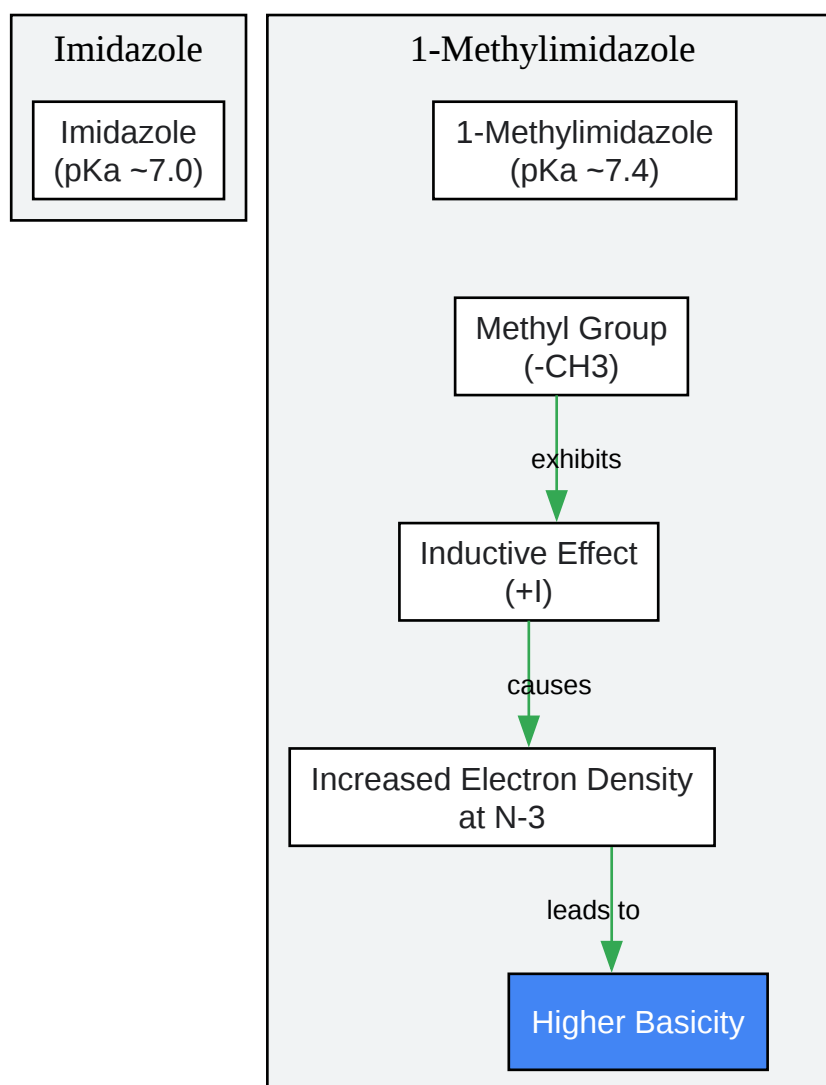 Imidazole
Imidazole
(pKa ~7.0)
1-Methylimidazole
1-Methylimidazole
(pKa ~7.4)
Methyl Group
(-CH3)
exhibits
Inductive Effect
(+I)
causes
Increased Electron Density
at N-3
leads to
Higher Basicity